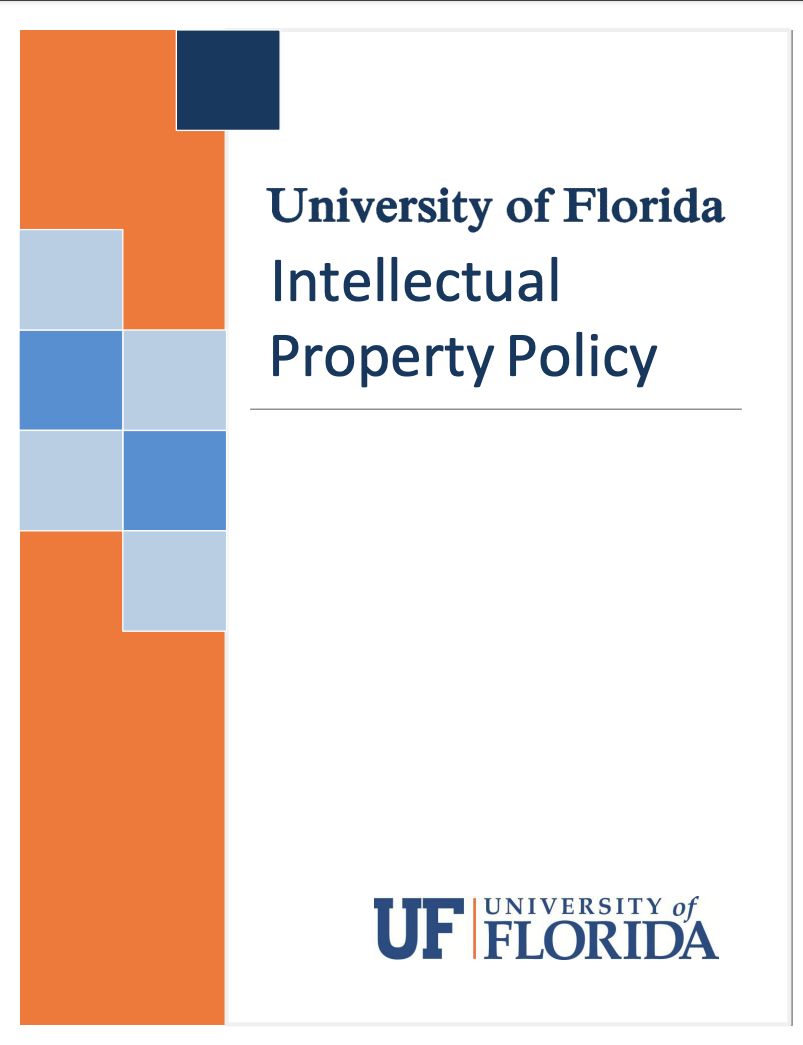 University of Florida
Intellectual
Property Policy
UF
UNIVERSITY of
FLORIDA